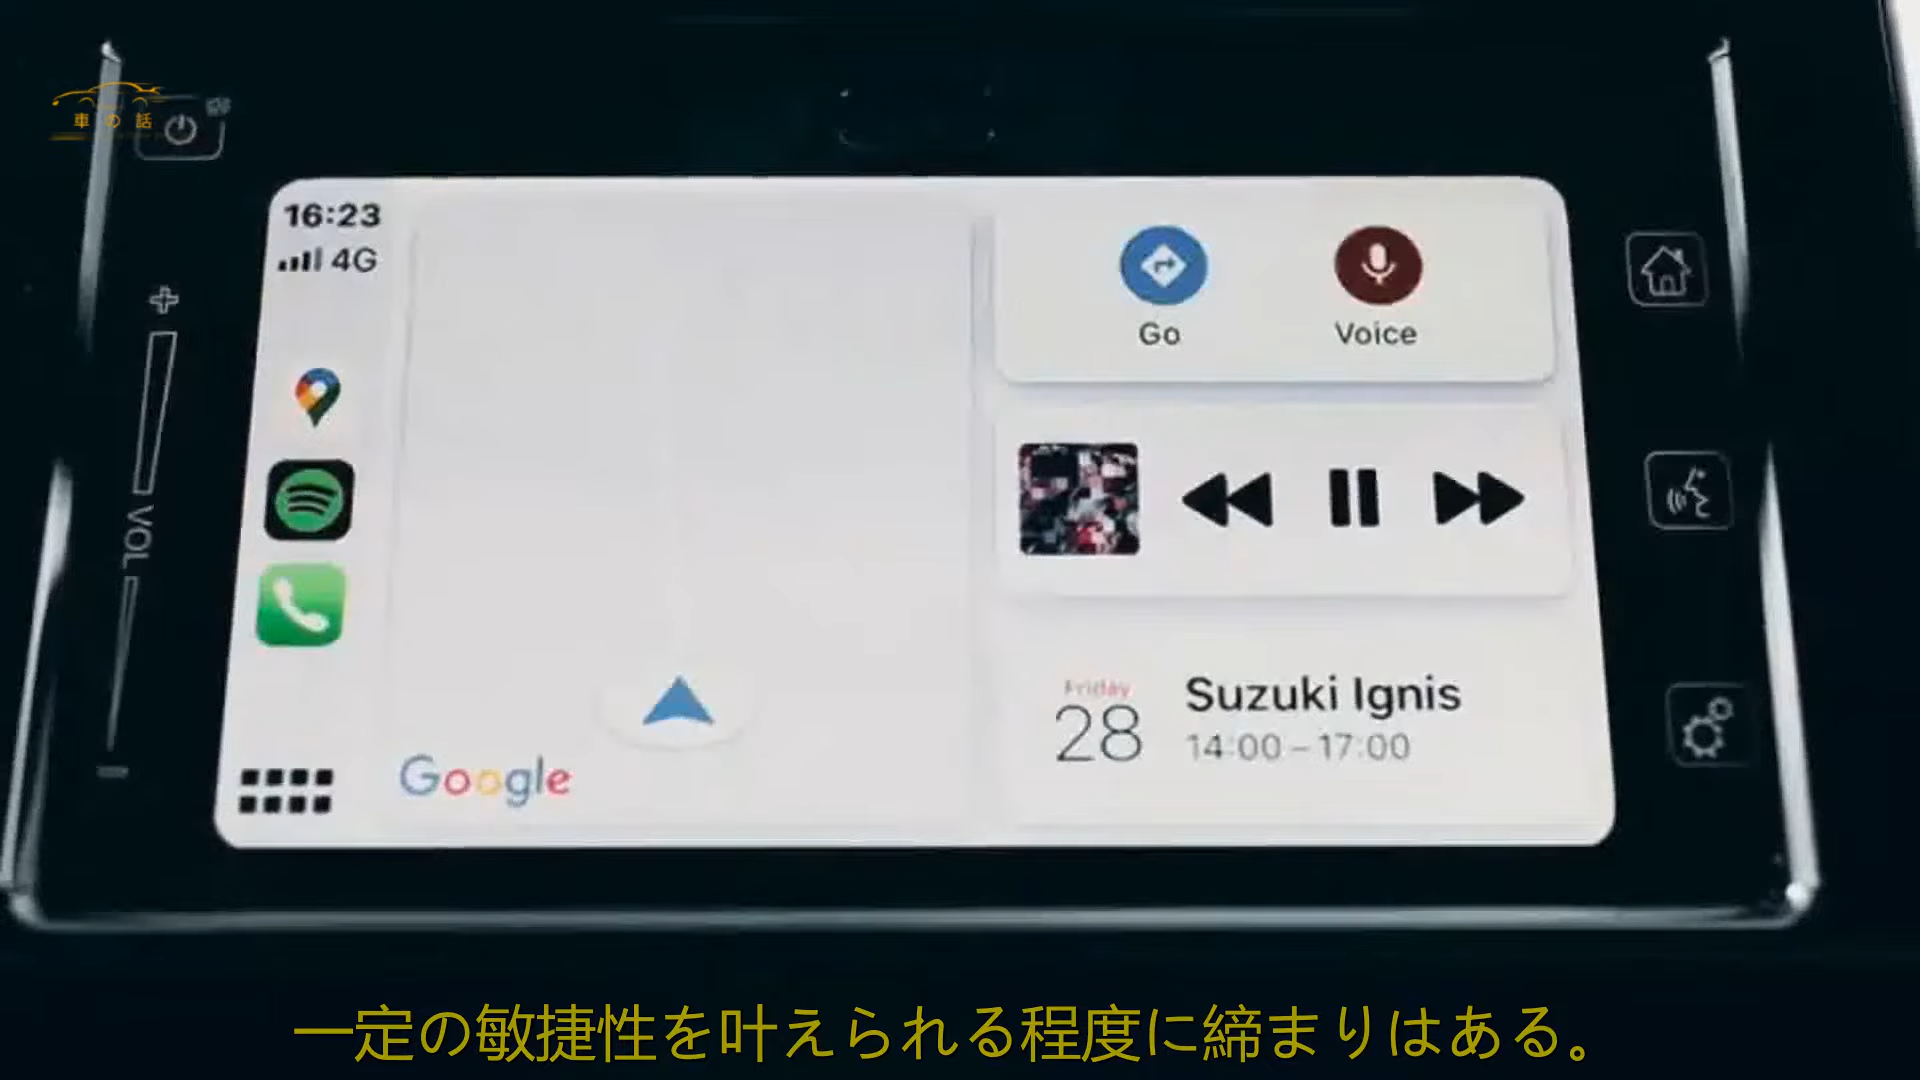 車の話
16:23
4G
Go
Voice
VOL
Friday
28
Suzuki Ignis
14:00 – 17:00
Google
一定の敏捷性を叶えられる程度に締まりはある。